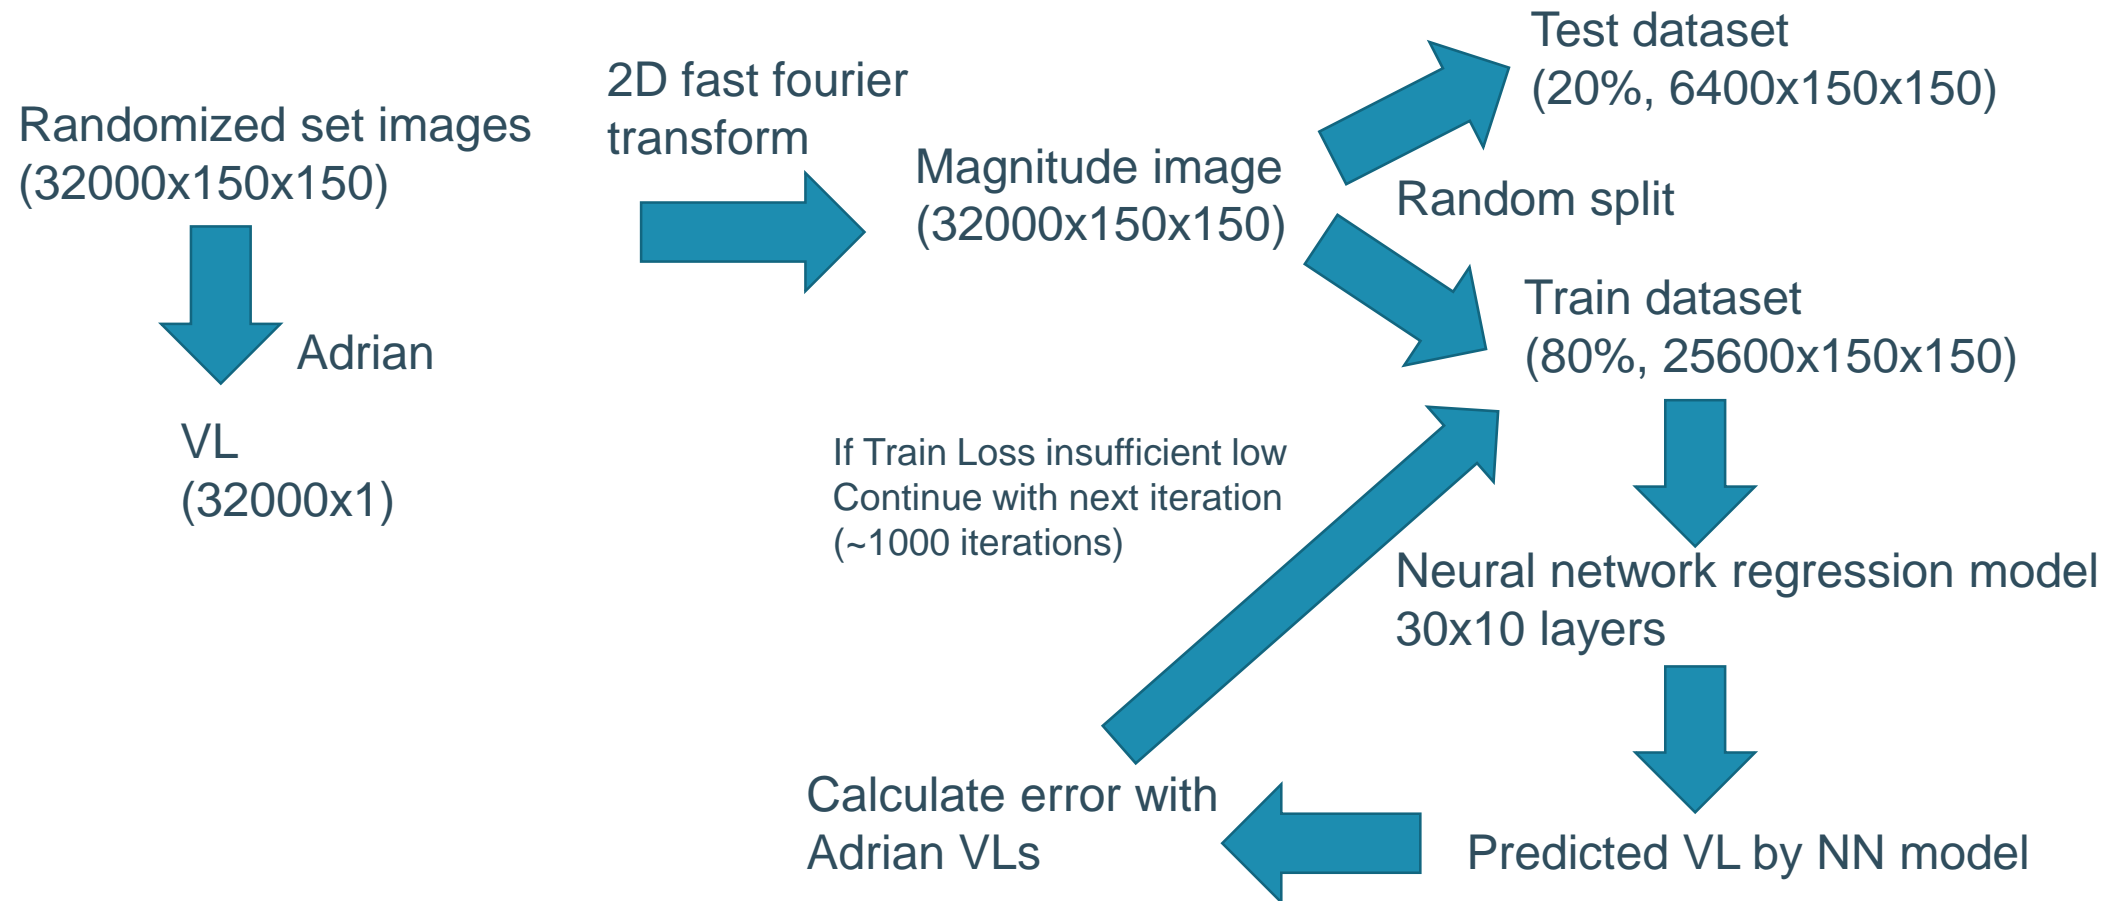 Randomized set images
(32000x150x150)
Adrian
VL
(32000x1)
2D fast fourier
transform
Magnitude image
(32000x150x150)
Test dataset
(20%, 6400x150x150)
Random split
Train dataset
(80%, 25600x150x150)
If Train Loss insufficient low
Continue with next iteration
(~1000 iterations)
Neural network regression model
30x10 layers
Predicted VL by NN model
Calculate error with
Adrian VLs